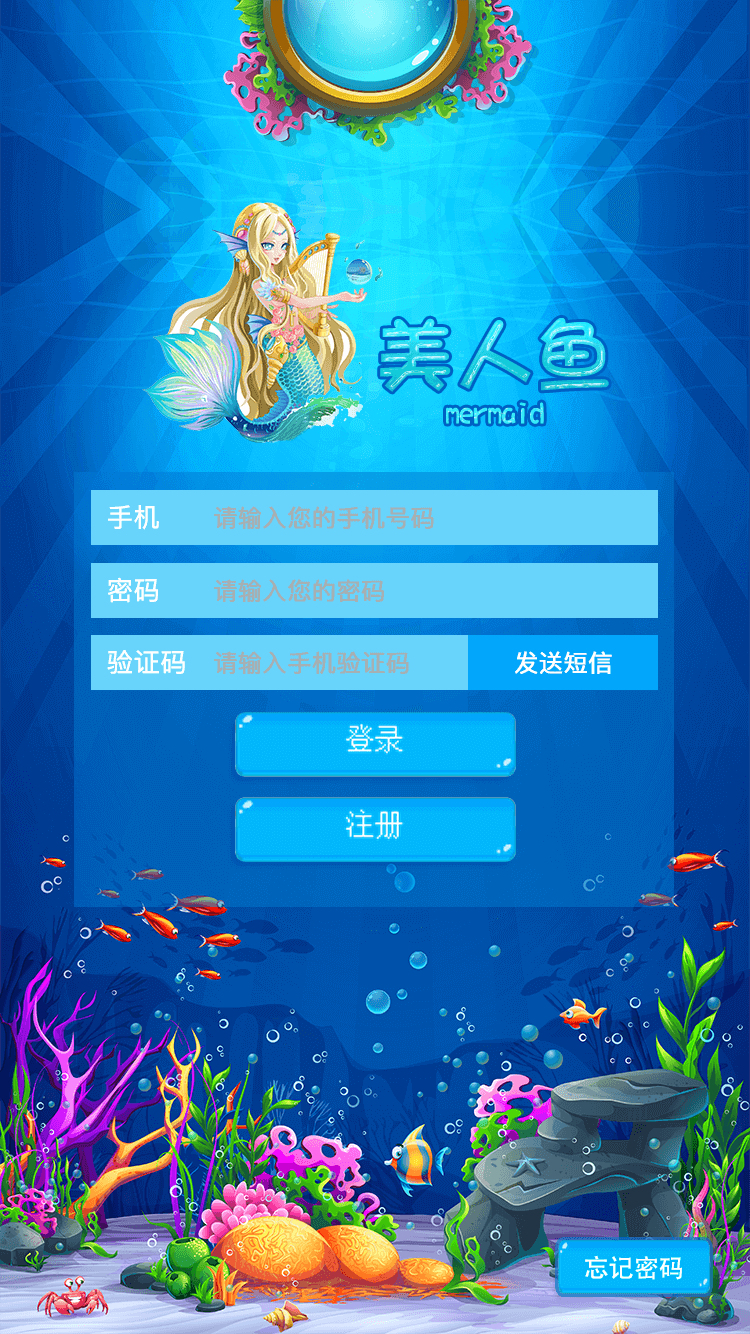 美人鱼
mermaid
手机 请输入您的手机号码
密码 请输入您的密码
验证码 请输入手机验证码 发送短信
登录
注册
忘记密码